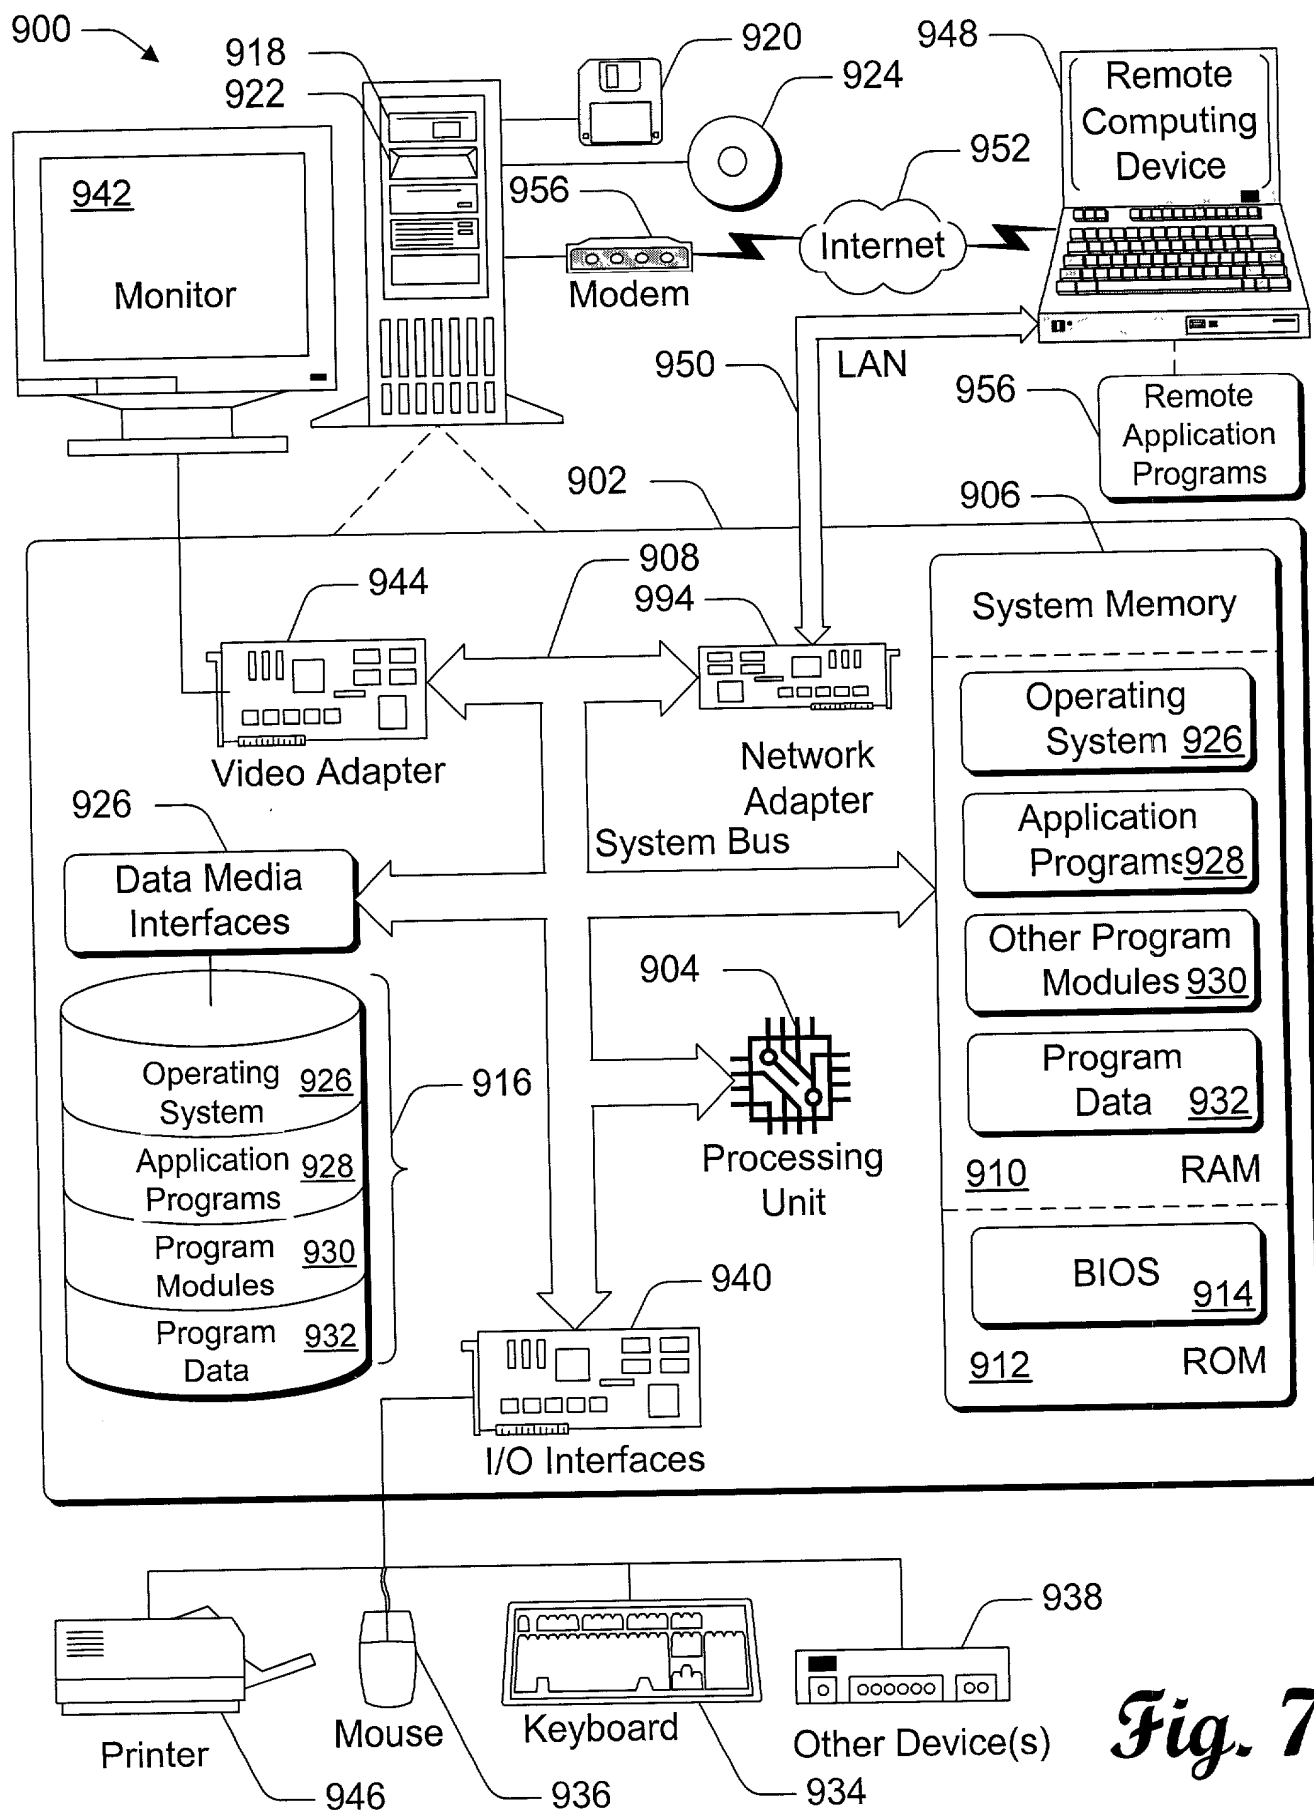 900
918
922
920
924
948
Remote
Computing
Device
942
Monitor
956
Modem
952
Internet
950
LAN
956
Remote
Application
Programs
902
906
944
908
994
Video Adapter
Network
Adapter
System Bus
System Memory
Operating
System 926
Application
Programs 928
Other Program
Modules 930
Program
Data 932
910 RAM
BIOS
914
912 ROM
926
Data Media
Interfaces
Operating
System 926
Application
Programs 928
Program
Modules 930
Program
Data 932
916
904
Processing
Unit
940
I/O Interfaces
Printer
946
Mouse
936
Keyboard
934
938
Other Device(s)
Fig. 7